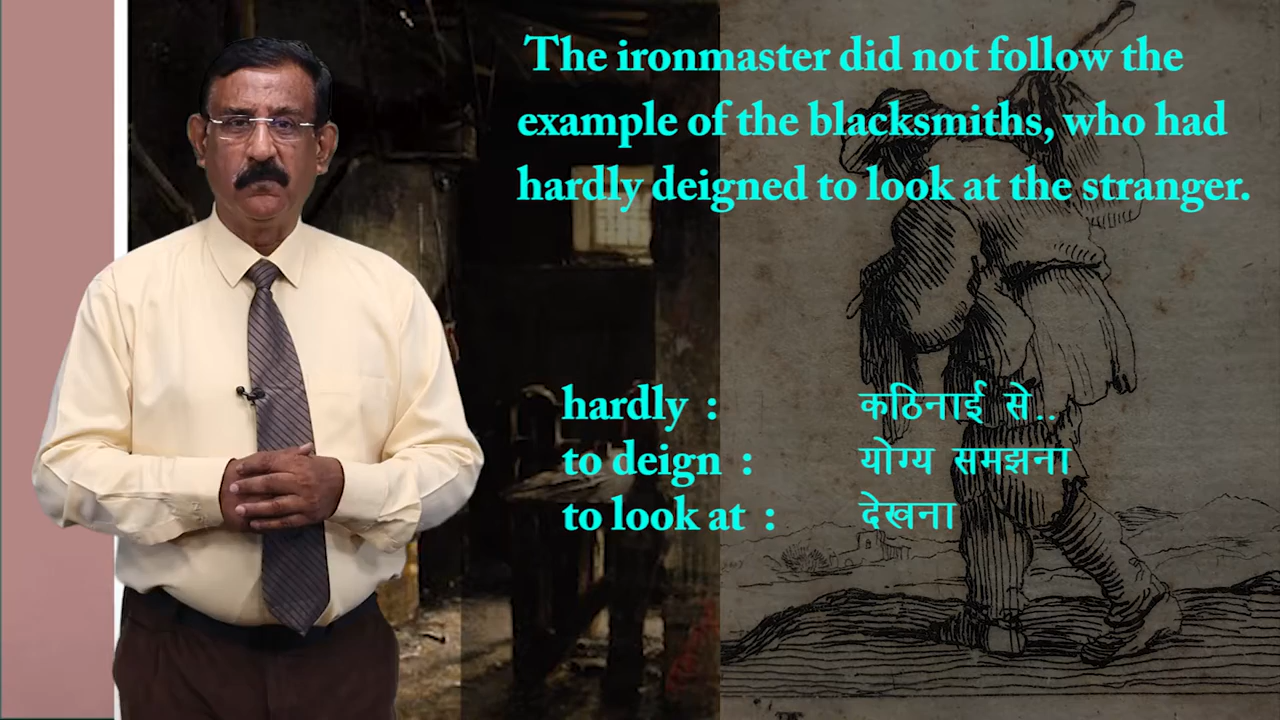 The ironmaster did not follow the
example of the blacksmiths, who had
hardly deigned to look at the stranger.
hardly : कठिनाई से..
to deign : योग्य समझना
to look at : देखना